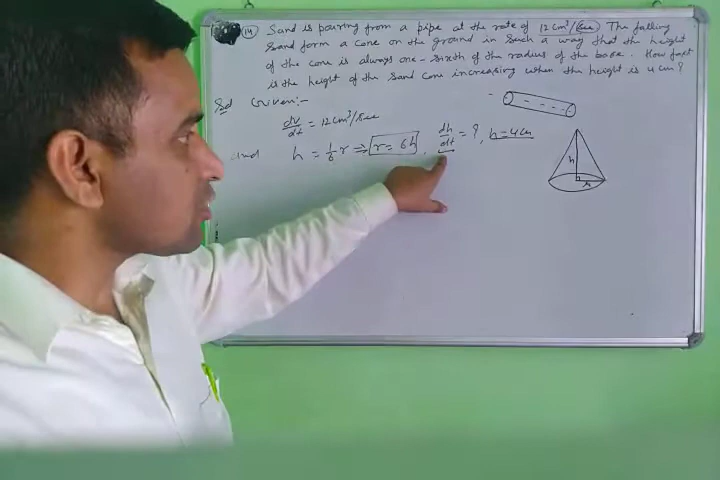 (14) Sand is pouring from a pipe at the rate of 12 cm³/sec. The falling
Sand form a cone on the ground in such a way that the height
of the cone is always one-sixth of the radius of the base. How fast
is the height of the sand cone increasing when the height is 4 cm?
Sol Given:-
dv/dt = 12 cm³/sec
and h = 1/6 r ⇒ r = 6h, dh/dt = ?, h = 4cm
h
r